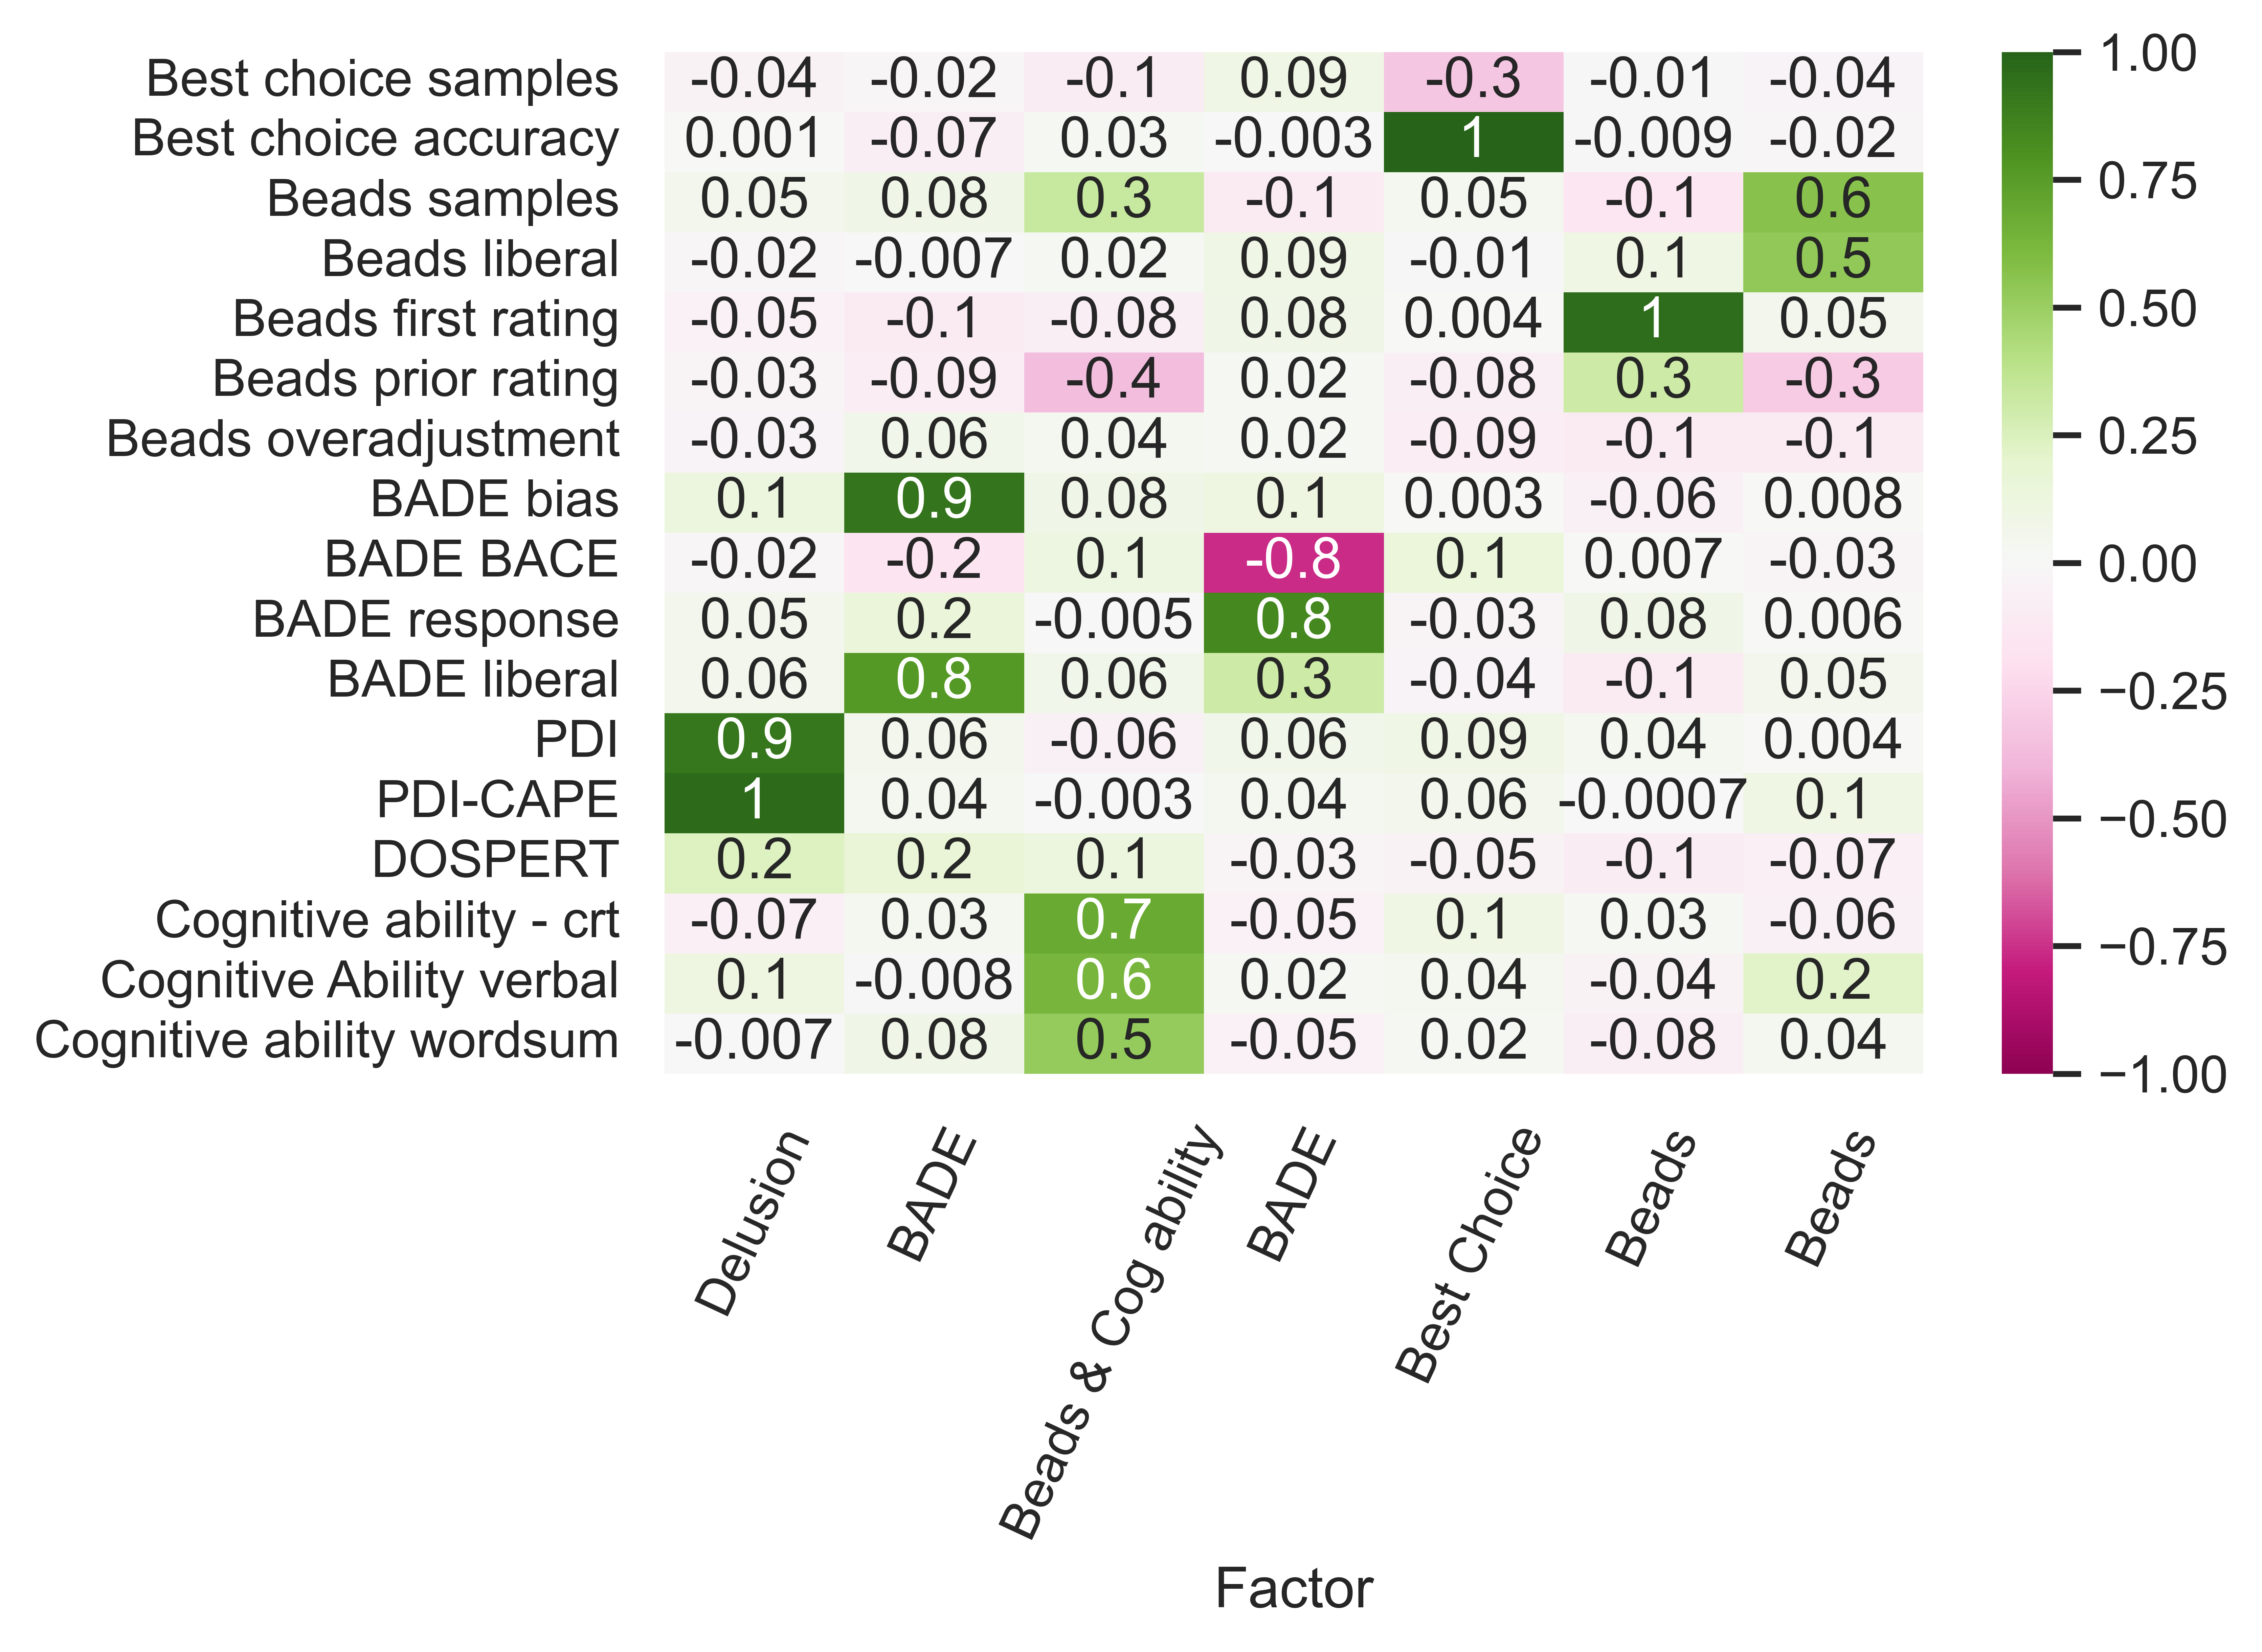 Best choice samples -0.04 -0.02 -0.1 0.09 -0.3 -0.01 -0.04
Best choice accuracy 0.001 -0.07 0.03 -0.003 1 -0.009 -0.02
Beads samples 0.05 0.08 0.3 -0.1 0.05 -0.1 0.6
Beads liberal -0.02 -0.007 0.02 0.09 -0.01 0.1 0.5
Beads first rating -0.05 -0.1 -0.08 0.08 0.004 1 0.05
Beads prior rating -0.03 -0.09 -0.4 0.02 -0.08 0.3 -0.3
Beads overadjustment -0.03 0.06 0.04 0.02 -0.09 -0.1 -0.1
BADE bias 0.1 0.9 0.08 0.1 0.003 -0.06 0.008
BADE BACE -0.02 -0.2 0.1 -0.8 0.1 0.007 -0.03
BADE response 0.05 0.2 -0.005 0.8 -0.03 0.08 0.006
BADE liberal 0.06 0.8 0.06 0.3 -0.04 -0.1 0.05
PDI 0.9 0.06 -0.06 0.06 0.09 0.04 0.004
PDI-CAPE 1 0.04 -0.003 0.04 0.06 -0.0007 0.1
DOSPERT 0.2 0.2 0.1 -0.03 -0.05 -0.1 -0.07
Cognitive ability - crt -0.07 0.03 0.7 -0.05 0.1 0.03 -0.06
Cognitive Ability verbal 0.1 -0.008 0.6 0.02 0.04 -0.04 0.2
Cognitive ability wordsum -0.007 0.08 0.5 -0.05 0.02 -0.08 0.04
Delusion
BADE
Beads & Cog ability
BADE
Best Choice
Beads
Beads
Factor
1.00
0.75
0.50
0.25
0.00
−0.25
−0.50
−0.75
−1.00